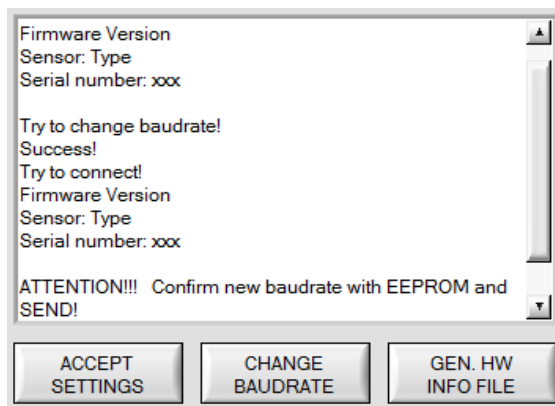 Firmware Version
Sensor: Type
Serial number: xxx
Try to change baudrate!
Success!
Try to connect!
Firmware Version
Sensor: Type
Serial number: xxx
ATTENTION!!!   Confirm new baudrate with EEPROM and
SEND!
ACCEPT
SETTINGS
CHANGE
BAUDRATE
GEN. HW
INFO FILE